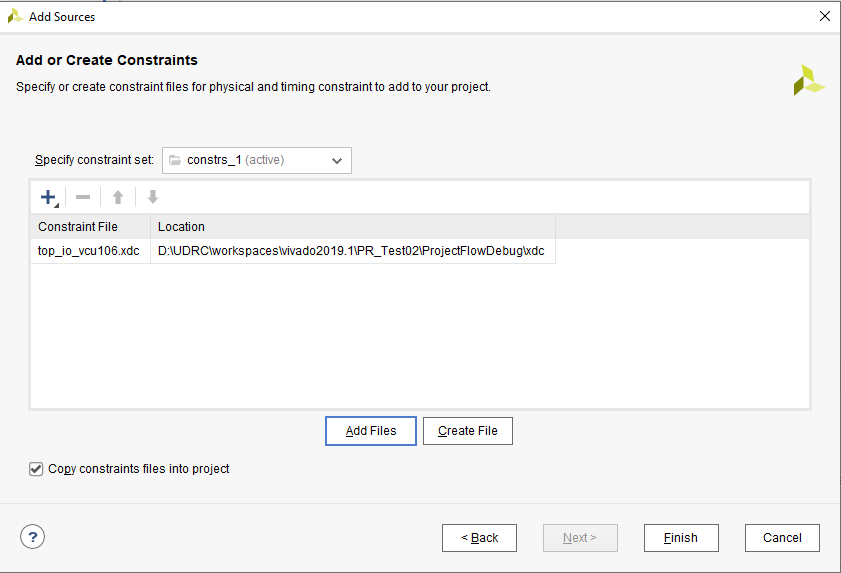 Add Sources
Add or Create Constraints
Specify or create constraint files for physical and timing constraint to add to your project.
Specify constraint set: constrs_1 (active)
Constraint File Location
top_io_vcu106.xdc D:\UDRC\workspaces\vivado2019.1\PR_Test02\ProjectFlowDebug\xdc
Add Files Create File
Copy constraints files into project
? < Back Next > Finish Cancel